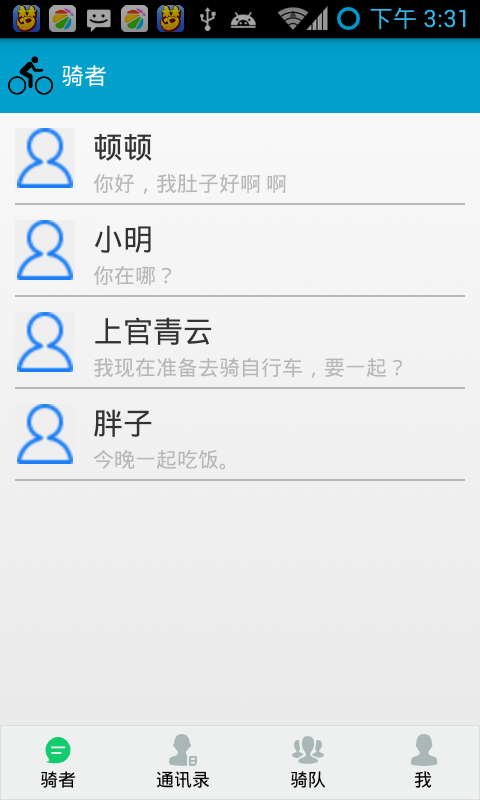 下午 3:31
骑者
顿顿
你好，我肚子好啊 啊
小明
你在哪？
上官青云
我现在准备去骑自行车，要一起？
胖子
今晚一起吃饭。
骑者 通讯录 骑队 我